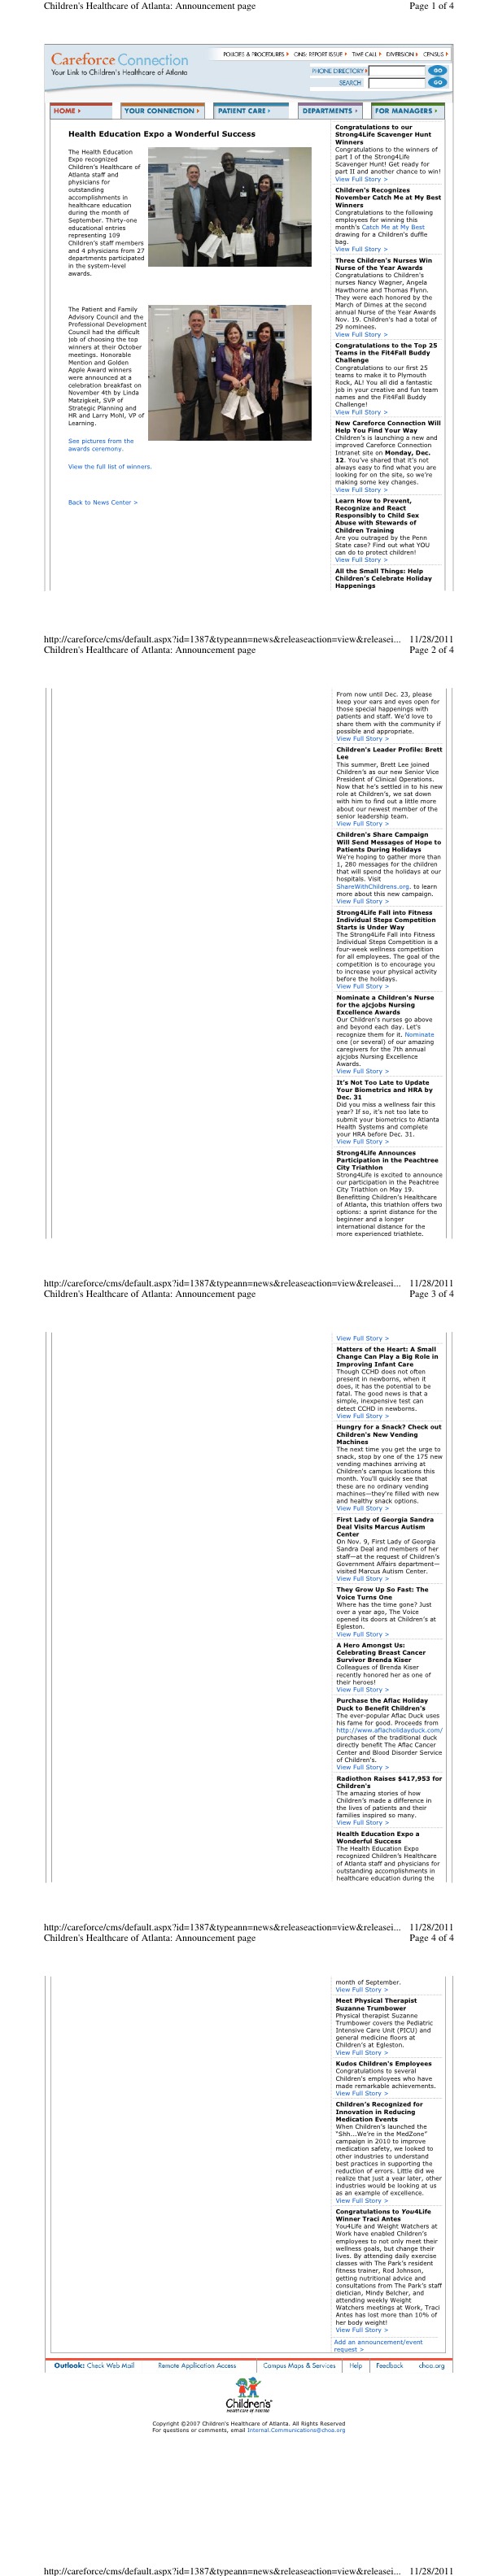 Children's Healthcare of Atlanta: Announcement page Page 1 of 4
Careforce Connection
Your Link to Children's Healthcare of Atlanta
POLICIES & PROCEDURES QNS: REPORT ISSUE TIME CALL DIVERSION CENSUS
PHONE DIRECTORY GO
SEARCH GO
HOME YOUR CONNECTION PATIENT CARE DEPARTMENTS FOR MANAGERS
Health Education Expo a Wonderful Success
The Health Education
Expo recognized
Children's Healthcare of
Atlanta staff and
physicians for
outstanding
accomplishments in
healthcare education
during the month of
September. Thirty-one
educational entries
representing 109
Children's staff members
and 4 physicians from 27
departments participated
in the system-level
awards.
The Patient and Family
Advisory Council and the
Professional Development
Council had the difficult
job of choosing the top
winners at their October
meetings. Honorable
Mention and Golden
Apple Award winners
were announced at a
celebration breakfast on
November 4th by Linda
Matzigkeit, SVP of
Strategic Planning and
HR and Larry Mohl, VP of
Learning.
See pictures from the
awards ceremony.
View the full list of winners.
Back to News Center >
Congratulations to our
Strong4Life Scavenger Hunt
Winners
Congratulations to the winners of
part I of the Strong4Life
Scavenger Hunt! Get ready for
part II and another chance to win!
View Full Story >
Children's Recognizes
November Catch Me at My Best
Winners
Congratulations to the following
employees for winning this
month's Catch Me at My Best
drawing for a Children's duffle
bag.
View Full Story >
Three Children's Nurses Win
Nurse of the Year Awards
Congratulations to Children's
nurses Nancy Wagner, Angela
Hawthorne and Thomas Flynn.
They were each honored by the
March of Dimes at the second
annual Nurse of the Year Awards
Nov. 19. Children's had a total of
29 nominees.
View Full Story >
Congratulations to the Top 25
Teams in the Fit4Fall Buddy
Challenge
Congratulations to our first 25
teams to make it to Plymouth
Rock, AL! You all did a fantastic
job in your creative and fun team
names and the Fit4Fall Buddy
Challenge!
View Full Story >
New Careforce Connection Will
Help You Find Your Way
Children's is launching a new and
improved Careforce Connection
Intranet site on Monday, Dec.
12. You've shared that it's not
always easy to find what you are
looking for on the site, so we're
making some key changes.
View Full Story >
Learn How to Prevent,
Recognize and React
Responsibly to Child Sex
Abuse with Stewards of
Children Training
Are you outraged by the Penn
State case? Find out what YOU
can do to protect children!
View Full Story >
All the Small Things: Help
Children's Celebrate Holiday
Happenings
http://careforce/cms/default.aspx?id=1387&typeann=news&releaseaction=view&releasei... 11/28/2011
Children's Healthcare of Atlanta: Announcement page Page 2 of 4
From now until Dec. 23, please
keep your ears and eyes open for
those special happenings with
patients and staff. We'd love to
share them with the community if
possible and appropriate.
View Full Story >
Children's Leader Profile: Brett
Lee
This summer, Brett Lee joined
Children's as our new Senior Vice
President of Clinical Operations.
Now that he's settled in to his new
role at Children's, we sat down
with him to find out a little more
about our newest member of the
senior leadership team.
View Full Story >
Children's Share Campaign
Will Send Messages of Hope to
Patients During Holidays
We're hoping to gather more than
1, 280 messages for the children
that will spend the holidays at our
hospitals. Visit
ShareWithChildrens.org. to learn
more about this new campaign.
View Full Story >
Strong4Life Fall into Fitness
Individual Steps Competition
Starts is Under Way
The Strong4Life Fall into Fitness
Individual Steps Competition is a
four-week wellness competition
for all employees. The goal of the
competition is to encourage you
to increase your physical activity
before the holidays.
View Full Story >
Nominate a Children's Nurse
for the ajcjobs Nursing
Excellence Awards
Our Children's nurses go above
and beyond each day. Let's
recognize them for it. Nominate
one (or several) of our amazing
caregivers for the 7th annual
ajcjobs Nursing Excellence
Awards.
View Full Story >
It's Not Too Late to Update
Your Biometrics and HRA by
Dec. 31
Did you miss a wellness fair this
year? If so, it's not too late to
submit your biometrics to Atlanta
Health Systems and complete
your HRA before Dec. 31.
View Full Story >
Strong4Life Announces
Participation in the Peachtree
City Triathlon
Strong4Life is excited to announce
our participation in the Peachtree
City Triathlon on May 19.
Benefitting Children's Healthcare
of Atlanta, this triathlon offers two
options: a sprint distance for the
beginner and a longer
international distance for the
more experienced triathlete.
http://careforce/cms/default.aspx?id=1387&typeann=news&releaseaction=view&releasei... 11/28/2011
Children's Healthcare of Atlanta: Announcement page Page 3 of 4
View Full Story >
Matters of the Heart: A Small
Change Can Play a Big Role in
Improving Infant Care
Though CCHD does not often
present in newborns, when it
does, it has the potential to be
fatal. The good news is that a
simple, inexpensive test can
detect CCHD in newborns.
View Full Story >
Hungry for a Snack? Check out
Children's New Vending
Machines
The next time you get the urge to
snack, stop by one of the 175 new
vending machines arriving at
Children's campus locations this
month. You'll quickly see that
these are no ordinary vending
machines—they're filled with new
and healthy snack options.
View Full Story >
First Lady of Georgia Sandra
Deal Visits Marcus Autism
Center
On Nov. 9, First Lady of Georgia
Sandra Deal and members of her
staff—at the request of Children's
Government Affairs department—
visited Marcus Autism Center.
View Full Story >
They Grow Up So Fast: The
Voice Turns One
Where has the time gone? Just
over a year ago, The Voice
opened its doors at Children's at
Egleston.
View Full Story >
A Hero Amongst Us:
Celebrating Breast Cancer
Survivor Brenda Kiser
Colleagues of Brenda Kiser
recently honored her as one of
their heroes!
View Full Story >
Purchase the Aflac Holiday
Duck to Benefit Children's
The ever-popular Aflac Duck uses
his fame for good. Proceeds from
http://www.aflacholidayduck.com/
purchases of the traditional duck
directly benefit The Aflac Cancer
Center and Blood Disorder Service
of Children's.
View Full Story >
Radiothon Raises $417,953 for
Children's
The amazing stories of how
Children's made a difference in
the lives of patients and their
families inspired so many.
View Full Story >
Health Education Expo a
Wonderful Success
The Health Education Expo
recognized Children's Healthcare
of Atlanta staff and physicians for
outstanding accomplishments in
healthcare education during the
http://careforce/cms/default.aspx?id=1387&typeann=news&releaseaction=view&releasei... 11/28/2011
Children's Healthcare of Atlanta: Announcement page Page 4 of 4
month of September.
View Full Story >
Meet Physical Therapist
Suzanne Trumbower
Physical therapist Suzanne
Trumbower covers the Pediatric
Intensive Care Unit (PICU) and
general medicine floors at
Children's at Egleston.
View Full Story >
Kudos Children's Employees
Congratulations to several
Children's employees who have
made remarkable achievements.
View Full Story >
Children's Recognized for
Innovation in Reducing
Medication Events
When Children's launched the
"Shh...We're in the MedZone"
campaign in 2010 to improve
medication safety, we looked to
other industries to understand
best practices in supporting the
reduction of errors. Little did we
realize that just a year later, other
industries would be looking at us
as an example of excellence.
View Full Story >
Congratulations to You4Life
Winner Traci Antes
You4Life and Weight Watchers at
Work have enabled Children's
employees to not only meet their
wellness goals, but change their
lives. By attending daily exercise
classes with The Park's resident
fitness trainer, Rod Johnson,
getting nutritional advice and
consultations from The Park's staff
dietician, Mindy Belcher, and
attending weekly Weight
Watchers meetings at Work, Traci
Antes has lost more than 10% of
her body weight!
View Full Story >
Add an announcement/event
request >
Outlook: Check Web Mail Remote Application Access Campus Maps & Services Help Feedback choa.org
Children's
Healthcare of Atlanta
Copyright ©2007 Children's Healthcare of Atlanta. All Rights Reserved
For questions or comments, email Internal.Communications@choa.org
http://careforce/cms/default.aspx?id=1387&typeann=news&releaseaction=view&releasei... 11/28/2011